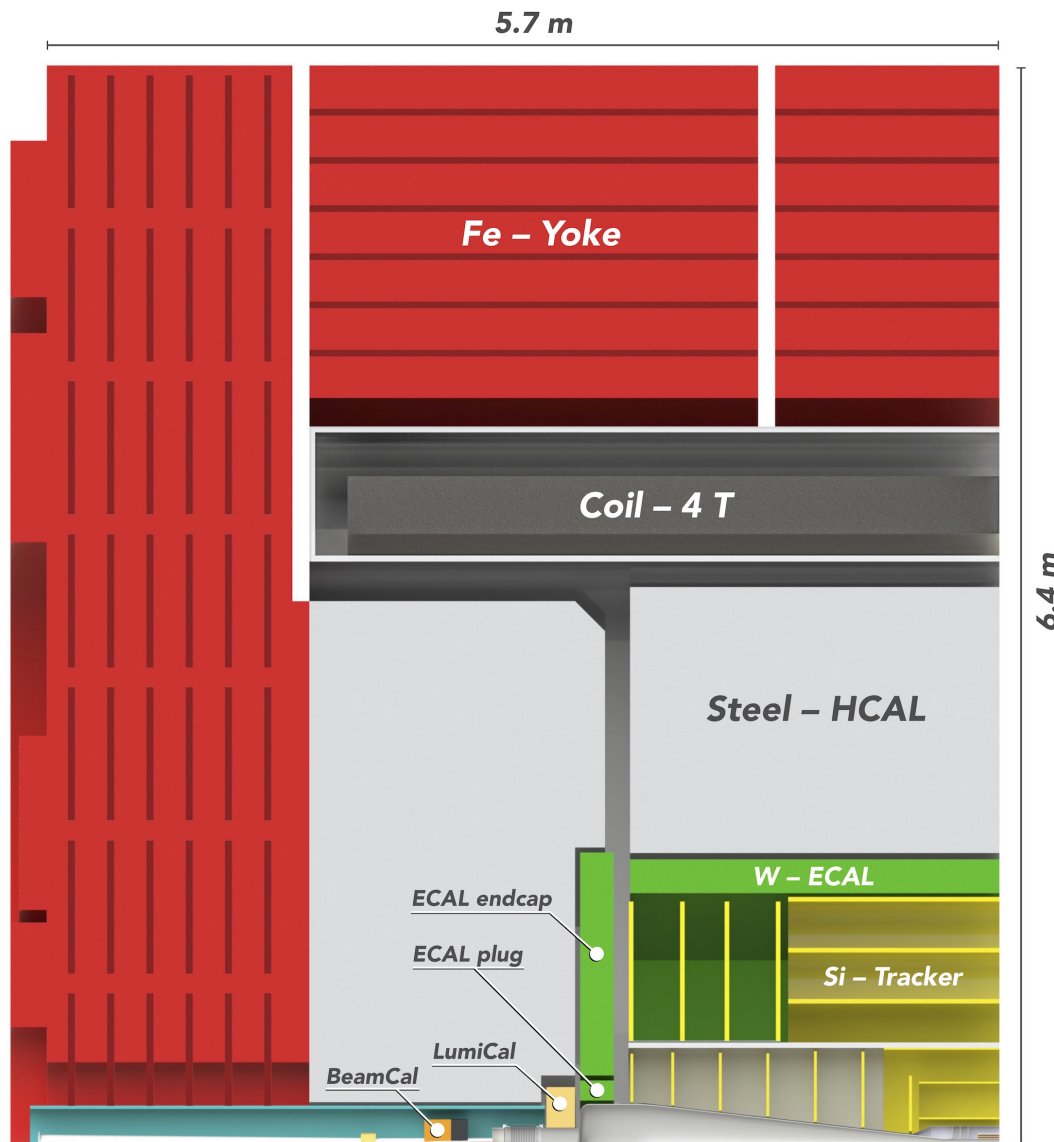 5.7 m
Fe – Yoke
Coil – 4 T
6.4 m
Steel – HCAL
W – ECAL
ECAL endcap
ECAL plug
Si – Tracker
LumiCal
BeamCal